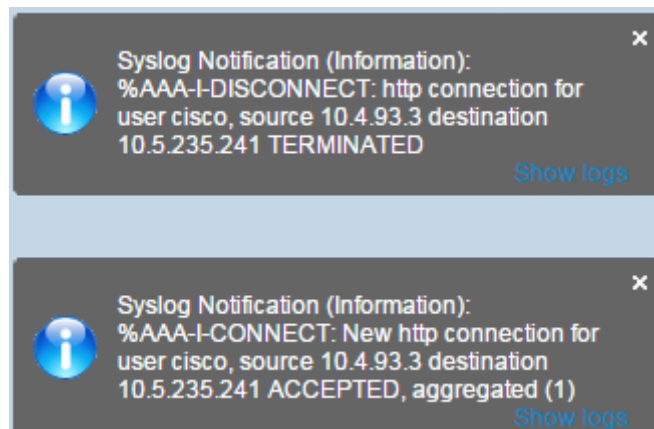 Syslog Notification (Information):
%AAA-I-DISCONNECT: http connection for
user cisco, source 10.4.93.3 destination
10.5.235.241 TERMINATED
Show logs
Syslog Notification (Information):
%AAA-I-CONNECT: New http connection for
user cisco, source 10.4.93.3 destination
10.5.235.241 ACCEPTED, aggregated (1)
Show logs